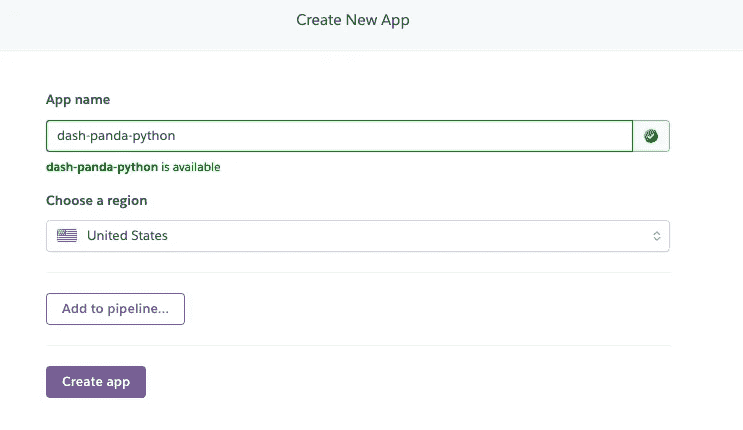 Create New App
App name
dash-panda-python
dash-panda-python is available
Choose a region
United States
Add to pipeline...
Create app